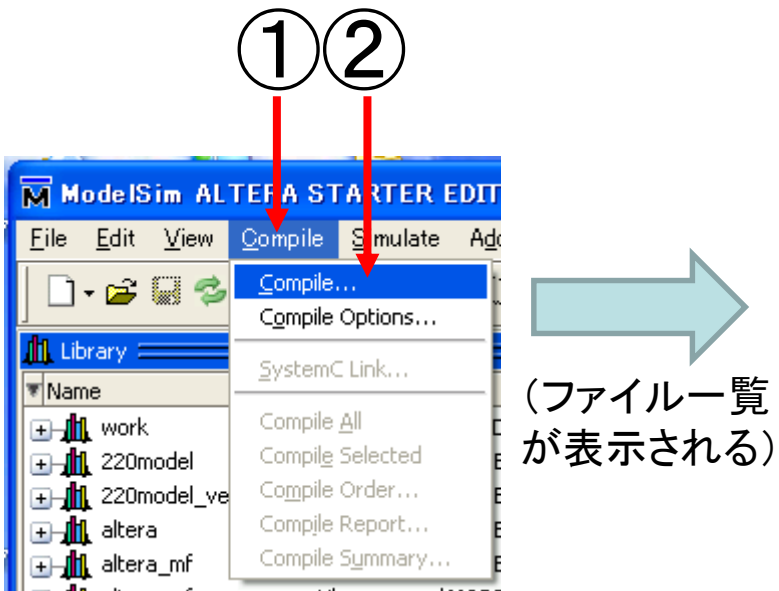 ①②
ModelSim ALTERA STARTER EDIT
File Edit View Compile Simulate Ad
Compile...
Compile Options...
Library
SystemC Link...
Name
work
Compile All
220model
Compile Selected
220model_ve
Compile Order...
altera
Compile Report...
altera_mf
Compile Summary...
(ファイル一覧
が表示される)